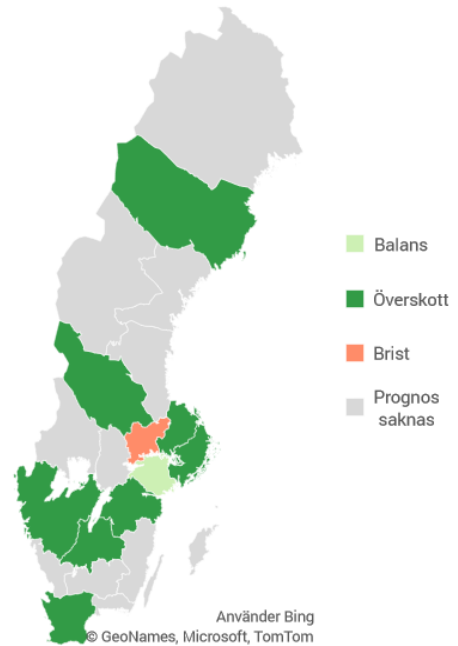 Balans
Överskott
Brist
Prognos
saknas
Använder Bing
© GeoNames, Microsoft, TomTom